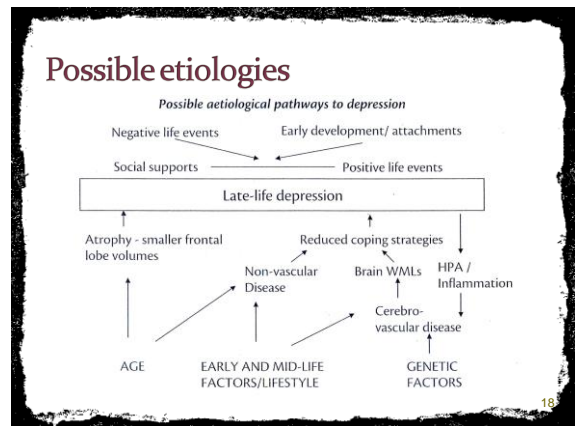 Possible etiologies
Possible aetiological pathways to depression
Negative life events
Early development/ attachments
Social supports
Positive life events
Late-life depression
Atrophy - smaller frontal
lobe volumes
Reduced coping strategies
Non-vascular
Disease
Brain WMLs
HPA /
Inflammation
Cerebro-
vascular disease
AGE
EARLY AND MID-LIFE
FACTORS/LIFESTYLE
GENETIC
FACTORS
18